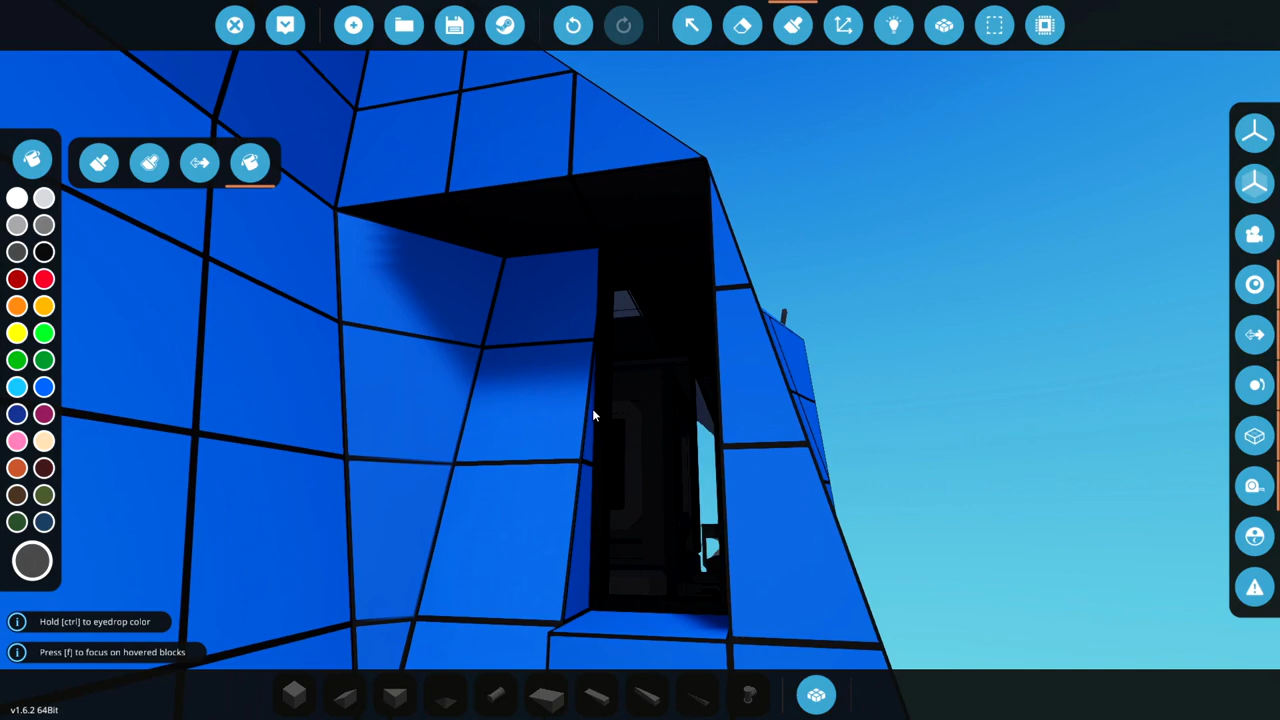 Hold [ctrl] to eyedrop color
Press [f] to focus on hovered blocks
v1.6.2 64Bit